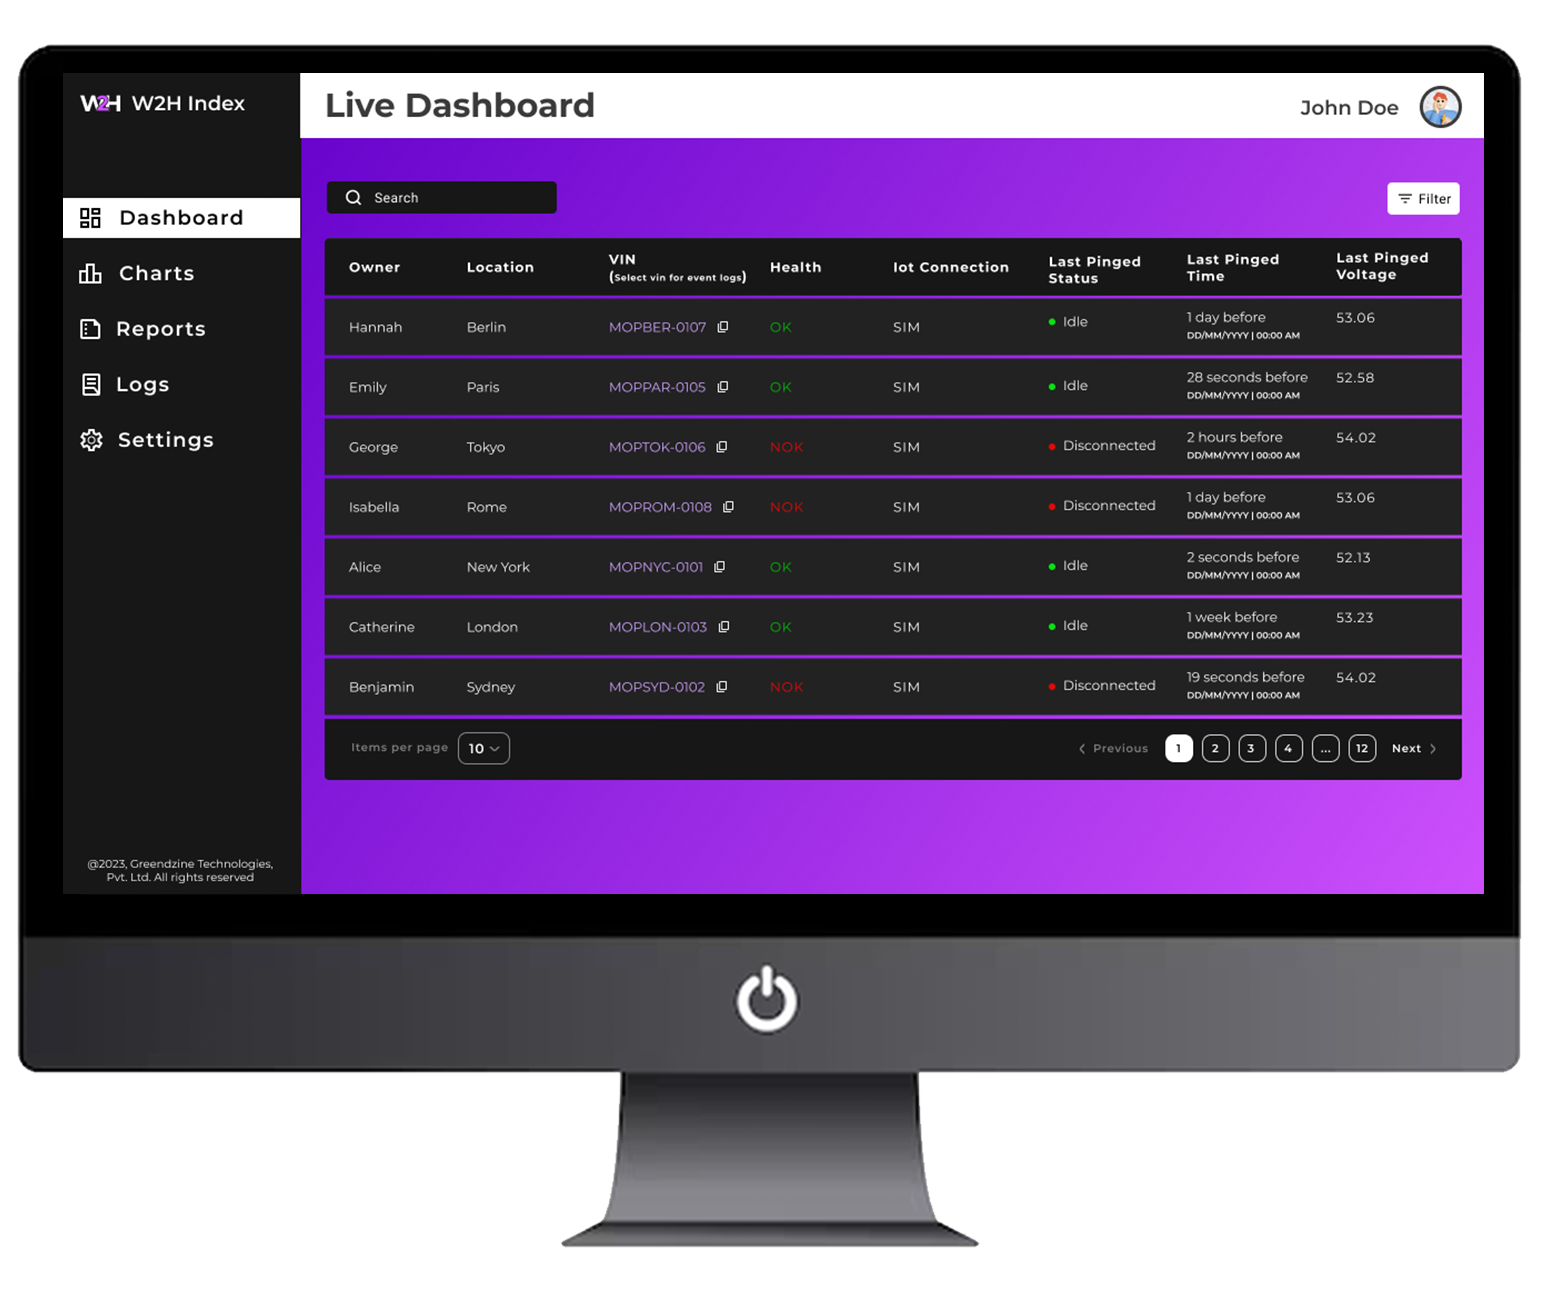 W2H W2H Index
Live Dashboard
John Doe
Dashboard
Charts
Reports
Logs
Settings
@2023, Greendzine Technologies,
Pvt. Ltd. All rights reserved
Search
Filter
Owner Location VIN (Select vin for event logs) Health Iot Connection Last Pinged Status Last Pinged Time Last Pinged Voltage
Hannah Berlin MOPBER-0107 OK SIM Idle 1 day before 53.06
DD/MM/YYYY | 00:00 AM
Emily Paris MOPPAR-0105 OK SIM Idle 28 seconds before 52.58
DD/MM/YYYY | 00:00 AM
George Tokyo MOPTOK-0106 NOK SIM Disconnected 2 hours before 54.02
DD/MM/YYYY | 00:00 AM
Isabella Rome MOPROM-0108 NOK SIM Disconnected 1 day before 53.06
DD/MM/YYYY | 00:00 AM
Alice New York MOPNYC-0101 OK SIM Idle 2 seconds before 52.13
DD/MM/YYYY | 00:00 AM
Catherine London MOPLON-0103 OK SIM Idle 1 week before 53.23
DD/MM/YYYY | 00:00 AM
Benjamin Sydney MOPSYD-0102 NOK SIM Disconnected 19 seconds before 54.02
DD/MM/YYYY | 00:00 AM
Items per page 10 Previous 1 2 3 4 ... 12 Next